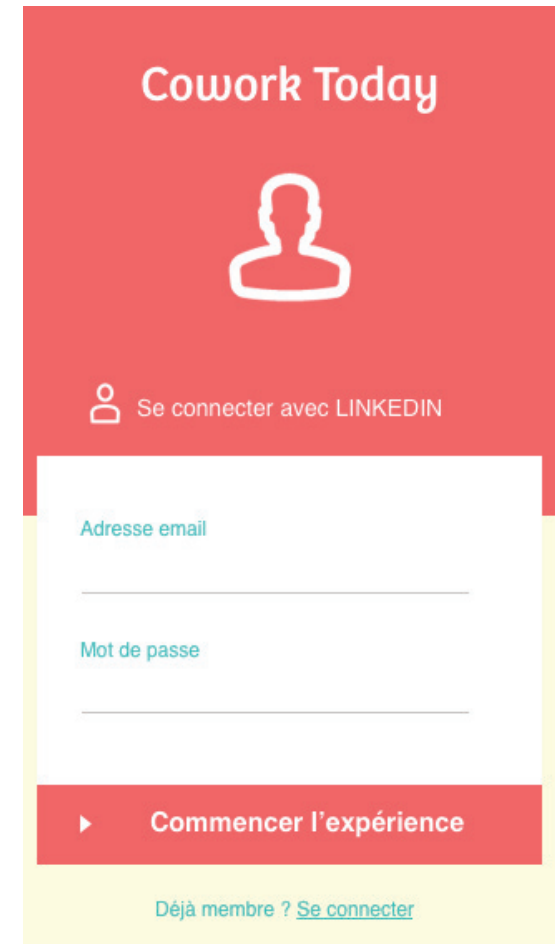 Cowork Today
Se connecter avec LINKEDIN
Adresse email
Mot de passe
Commencer l’expérience
Déjà membre ? Se connecter